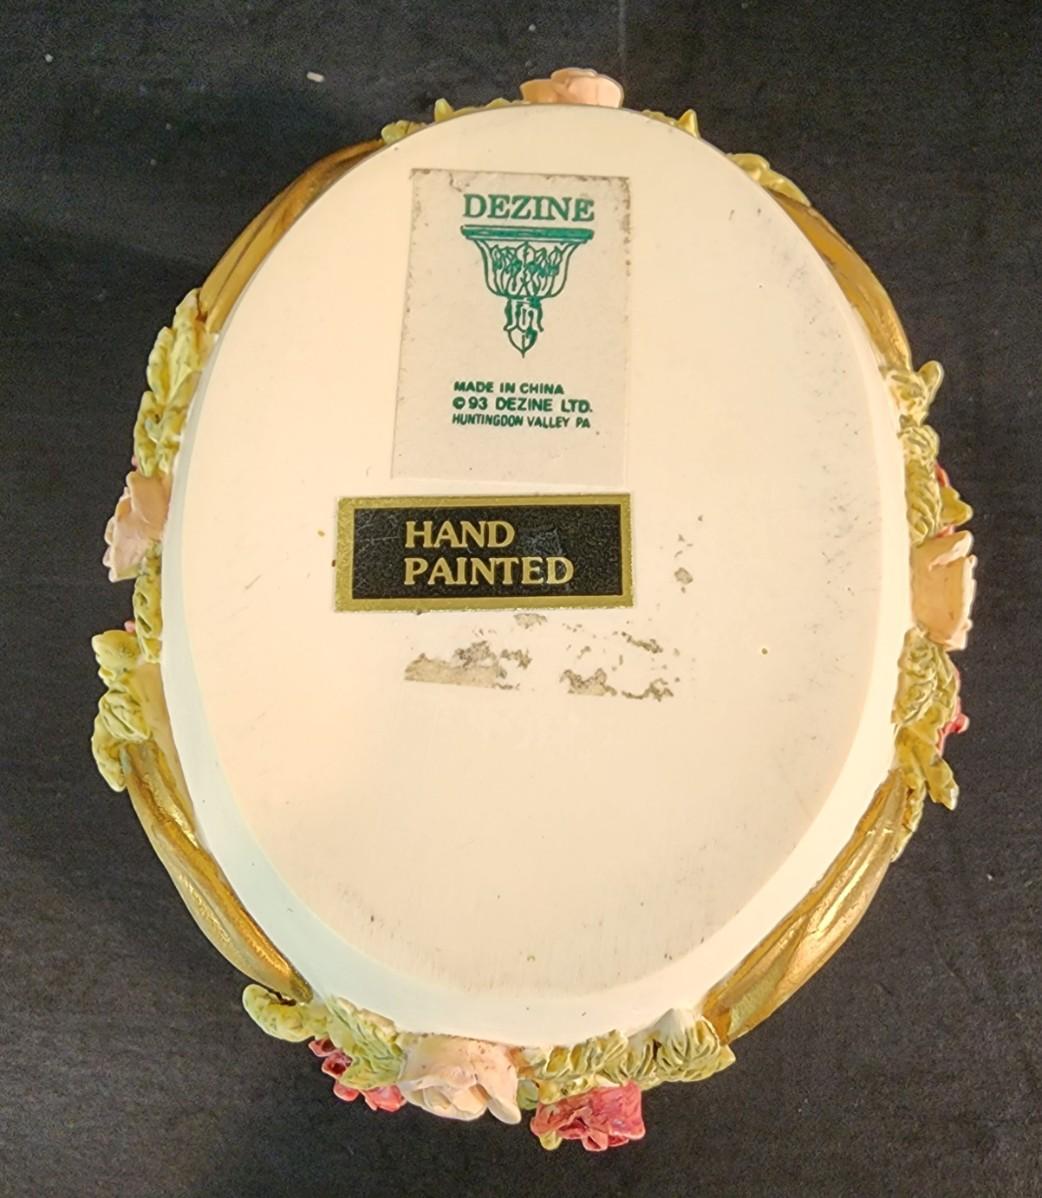 DEZINE
MADE IN CHINA
©93 DEZINE LTD.
HUNTINGDON VALLEY PA
HAND
PAINTED